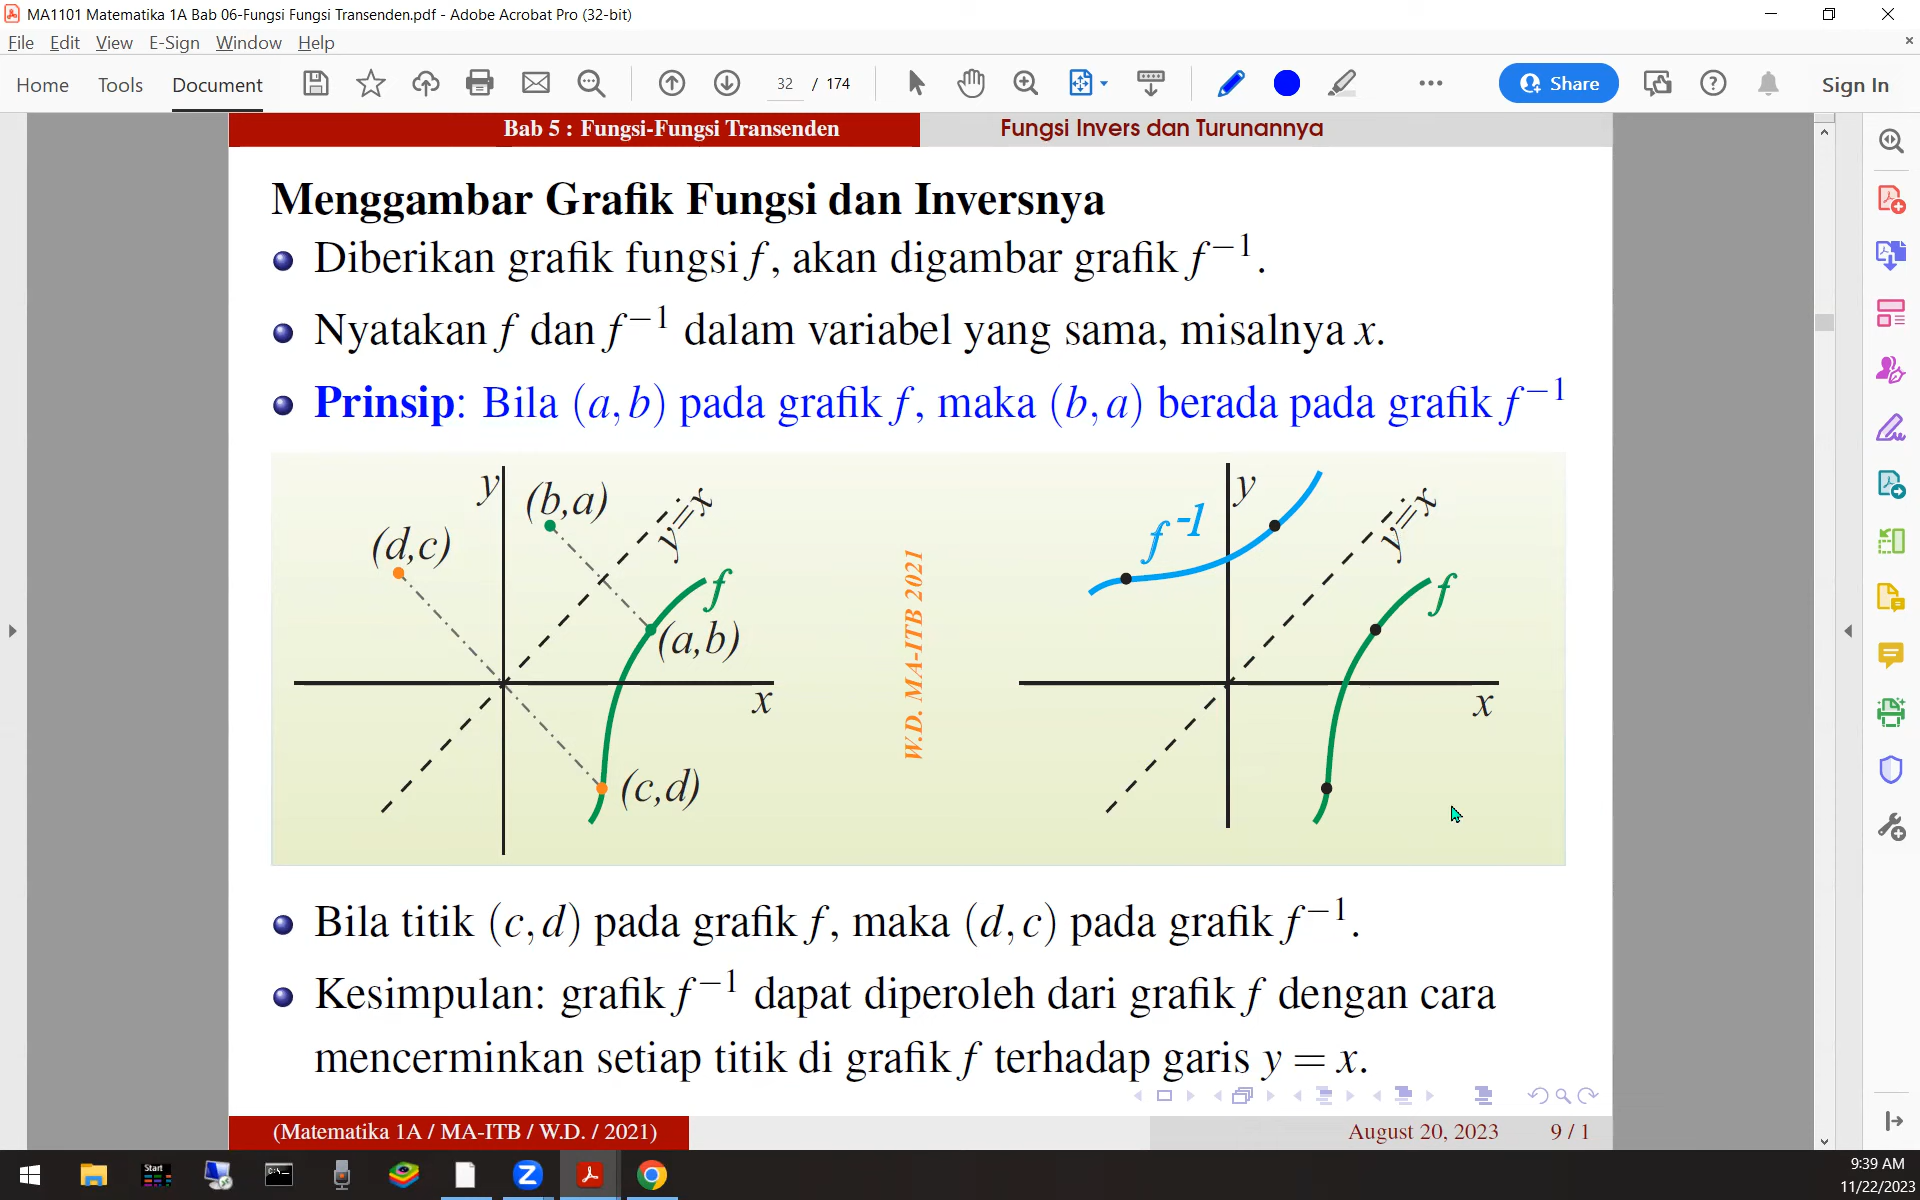 MA1101 Matematika 1A Bab 06-Fungsi Fungsi Transenden.pdf - Adobe Acrobat Pro (32-bit)
File Edit View E-Sign Window Help
Home Tools Document 32 / 174 Share Sign In
Bab 5 : Fungsi-Fungsi Transenden Fungsi Invers dan Turunannya
Menggambar Grafik Fungsi dan Inversnya
Diberikan grafik fungsi f, akan digambar grafik f⁻¹.
Nyatakan f dan f⁻¹ dalam variabel yang sama, misalnya x.
Prinsip: Bila (a,b) pada grafik f, maka (b,a) berada pada grafik f⁻¹
y
(b,a)
y=x
(d,c)
f
(a,b)
x
(c,d)
W.D. MA-ITB 2021
y
f⁻¹
y=x
f
x
Bila titik (c,d) pada grafik f, maka (d,c) pada grafik f⁻¹.
Kesimpulan: grafik f⁻¹ dapat diperoleh dari grafik f dengan cara
mencerminkan setiap titik di grafik f terhadap garis y = x.
(Matematika 1A / MA-ITB / W.D. / 2021) August 20, 2023 9 / 1
Start
9:39 AM
11/22/2023